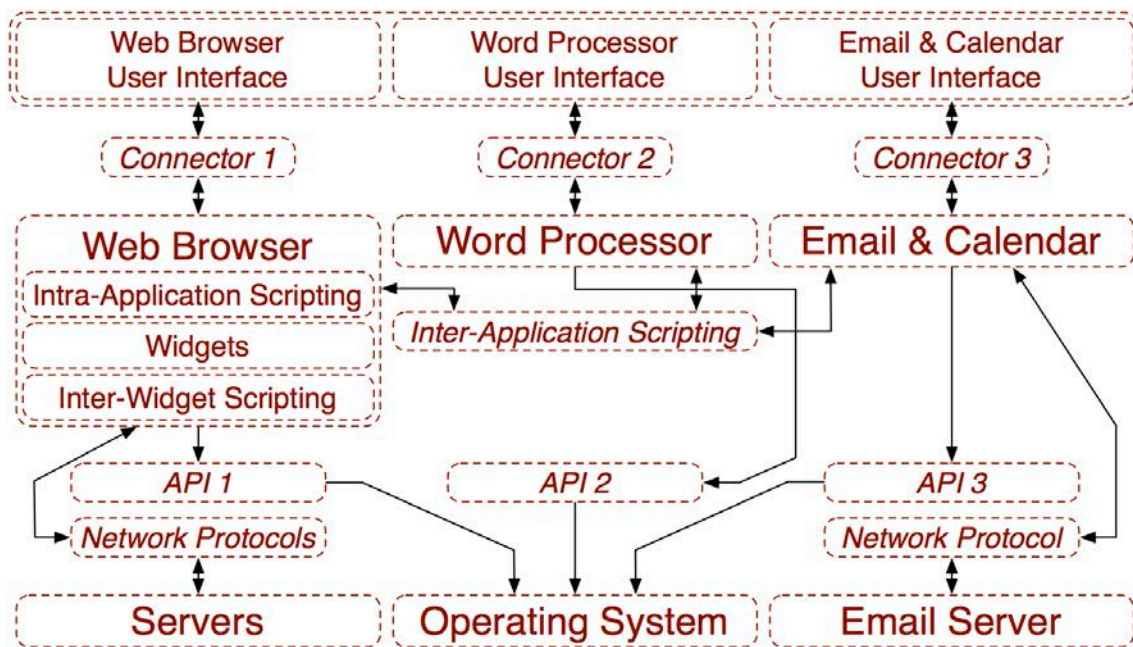 Web Browser
User Interface
Word Processor
User Interface
Email & Calendar
User Interface
Connector 1
Connector 2
Connector 3
Web Browser
Word Processor
Email & Calendar
Intra-Application Scripting
Inter-Application Scripting
Widgets
Inter-Widget Scripting
API 1
API 2
API 3
Network Protocols
Network Protocol
Servers
Operating System
Email Server